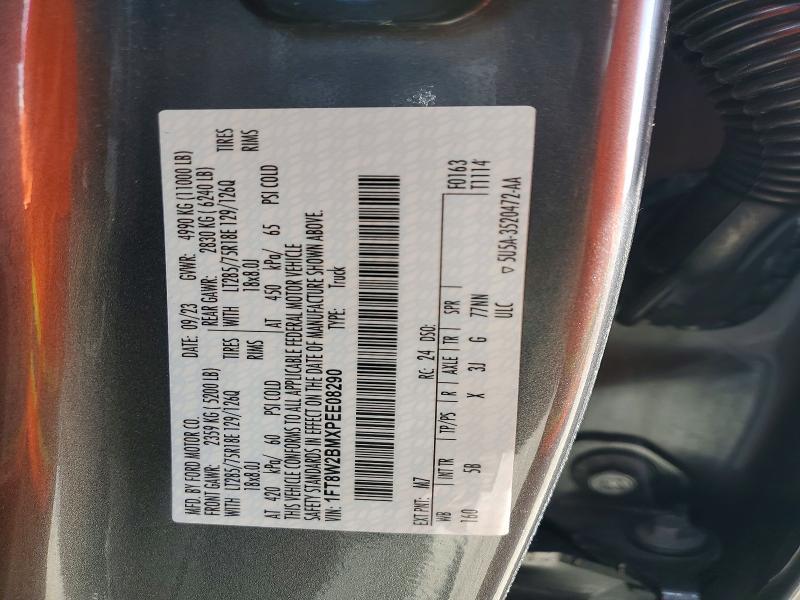 MFD. BY FORD MOTOR CO. DATE: 09/23 GVWR: 4990 KG (11000 LB)
FRONT GAWR: 2359 KG (5200 LB) REAR GAWR: 2830 KG (6240 LB)
LT285/75R18E 129/126Q TIRES WITH LT285/75R18E 129/126Q TIRES
18x8.0J RIMS 18x8.0J RIMS
AT 420 kPa/ 60 PSI COLD AT 450 kPa/ 65 PSI COLD
THIS VEHICLE CONFORMS TO ALL APPLICABLE FEDERAL MOTOR VEHICLE
SAFETY STANDARDS IN EFFECT ON THE DATE OF MANUFACTURE SHOWN ABOVE.
VIN: 1FT8W2BMXPEE08290 TYPE: Truck
EXT PNT: M7 RC: 24 DSO: F0163
WB INT TR TP/PS R AXLE TR SPR T1114
160 5B X 3J G 77NN
ULC ▽ 5U5A-3520472-AA